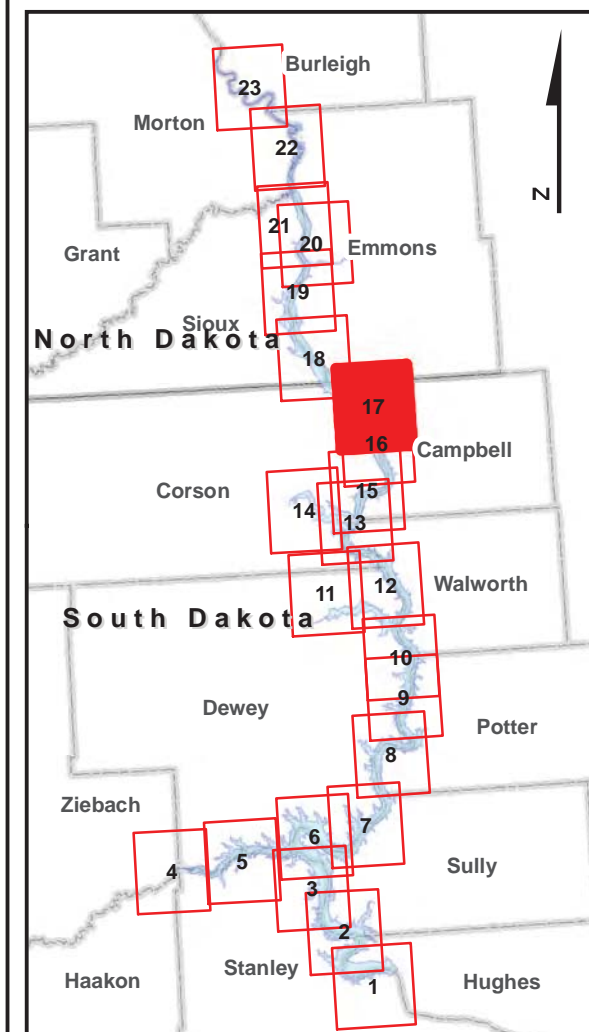 Burleigh
23
Morton
22
N
21
20
Emmons
Grant
19
Sioux
North Dakota
18
17
16
Campbell
Corson
15
14
13
12
Walworth
11
South Dakota
10
9
Dewey
Potter
8
Ziebach
7
6
5
Sully
4
3
2
Stanley
Haakon
Hughes
1